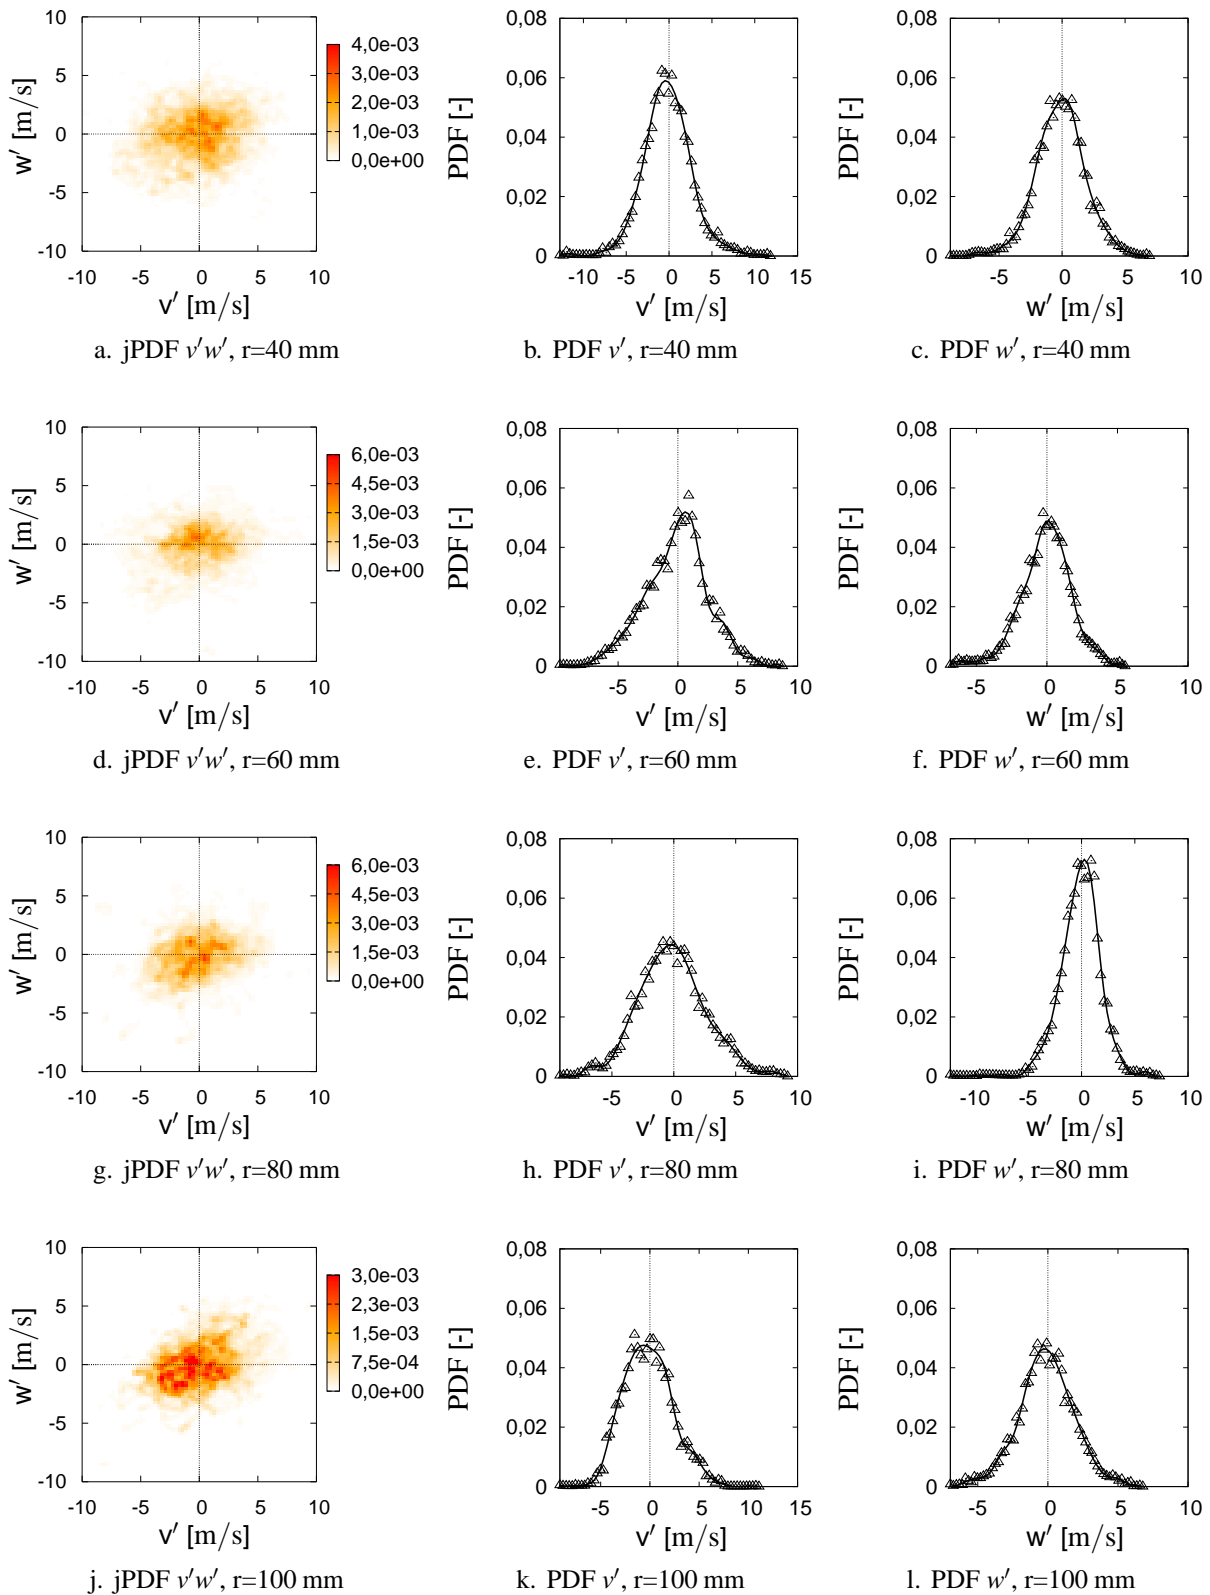 10
5
0
-5
-10
-10 -5 0 5 10
w′ [m/s]
v′ [m/s]
4,0e-03
3,0e-03
2,0e-03
1,0e-03
0,0e+00
a. jPDF v′w′, r=40 mm
0,08
0,06
0,04
0,02
0
-10 -5 0 5 10 15
PDF [-]
v′ [m/s]
b. PDF v′, r=40 mm
0,08
0,06
0,04
0,02
0
-5 0 5 10
PDF [-]
w′ [m/s]
c. PDF w′, r=40 mm
10
5
0
-5
-10
-10 -5 0 5 10
w′ [m/s]
v′ [m/s]
6,0e-03
4,5e-03
3,0e-03
1,5e-03
0,0e+00
d. jPDF v′w′, r=60 mm
0,08
0,06
0,04
0,02
0
-5 0 5 10
PDF [-]
v′ [m/s]
e. PDF v′, r=60 mm
0,08
0,06
0,04
0,02
0
-5 0 5 10
PDF [-]
w′ [m/s]
f. PDF w′, r=60 mm
10
5
0
-5
-10
-10 -5 0 5 10
w′ [m/s]
v′ [m/s]
6,0e-03
4,5e-03
3,0e-03
1,5e-03
0,0e+00
g. jPDF v′w′, r=80 mm
0,08
0,06
0,04
0,02
0
-5 0 5 10
PDF [-]
v′ [m/s]
h. PDF v′, r=80 mm
0,08
0,06
0,04
0,02
0
-10 -5 0 5 10
PDF [-]
w′ [m/s]
i. PDF w′, r=80 mm
10
5
0
-5
-10
-10 -5 0 5 10
w′ [m/s]
v′ [m/s]
3,0e-03
2,3e-03
1,5e-03
7,5e-04
0,0e+00
j. jPDF v′w′, r=100 mm
0,08
0,06
0,04
0,02
0
-5 0 5 10 15
PDF [-]
v′ [m/s]
k. PDF v′, r=100 mm
0,08
0,06
0,04
0,02
0
-5 0 5 10
PDF [-]
w′ [m/s]
l. PDF w′, r=100 mm